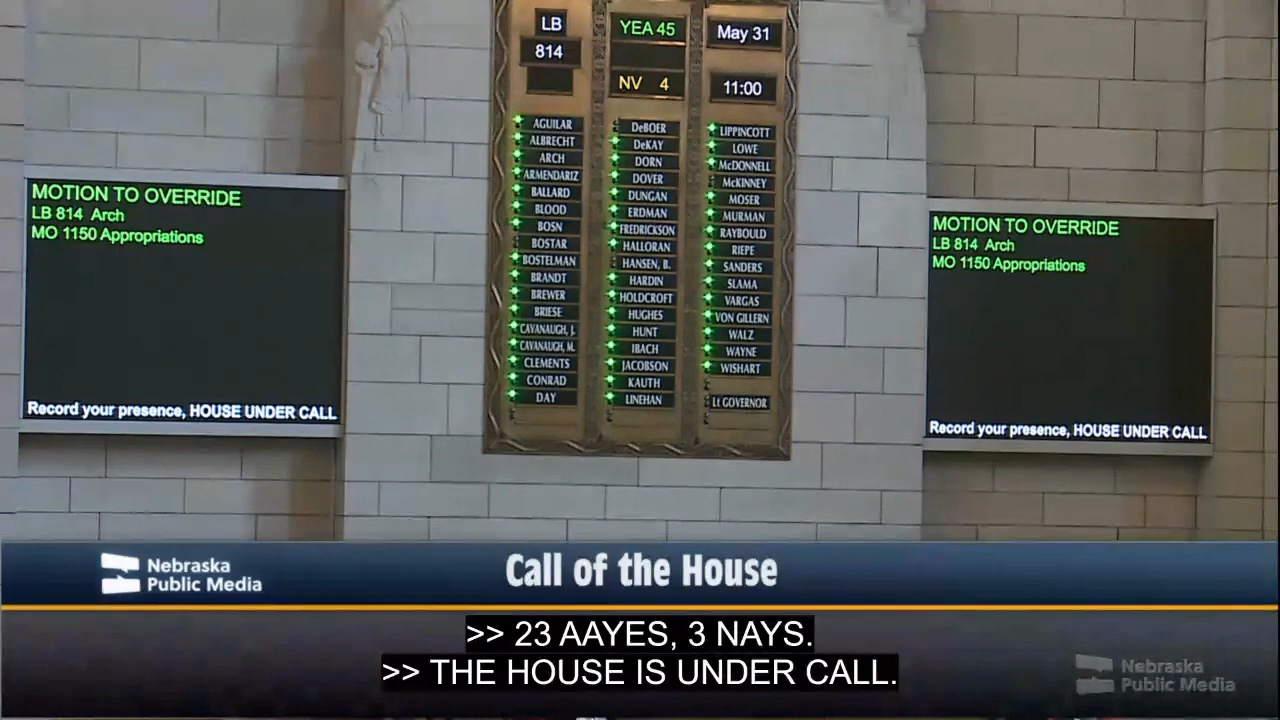 LB
814
YEA 45
NV 4
May 31
11:00
AGUILAR
ALBRECHT
ARCH
ARMENDARIZ
BALLARD
BLOOD
BOSN
BOSTAR
BOSTELMAN
BRANDT
BREWER
BRIESE
CAVANAUGH, J.
CAVANAUGH, M.
CLEMENTS
CONRAD
DAY
DeBOER
DeKAY
DORN
DOVER
DUNGAN
ERDMAN
FREDRICKSON
HALLORAN
HANSEN, B.
HARDIN
HOLDCROFT
HUGHES
HUNT
IBACH
JACOBSON
KAUTH
LINEHAN
LIPPINCOTT
LOWE
McDONNELL
McKINNEY
MOSER
MURMAN
RAYBOULD
RIEPE
SANDERS
SLAMA
VARGAS
VON GILLERN
WALZ
WAYNE
WISHART
Lt GOVERNOR
MOTION TO OVERRIDE
LB 814 Arch
MO 1150 Appropriations
Record your presence, HOUSE UNDER CALL
MOTION TO OVERRIDE
LB 814 Arch
MO 1150 Appropriations
Record your presence, HOUSE UNDER CALL
Nebraska
Public Media
Call of the House
>> 23 AAYES, 3 NAYS.
>> THE HOUSE IS UNDER CALL.
Nebraska
Public Media